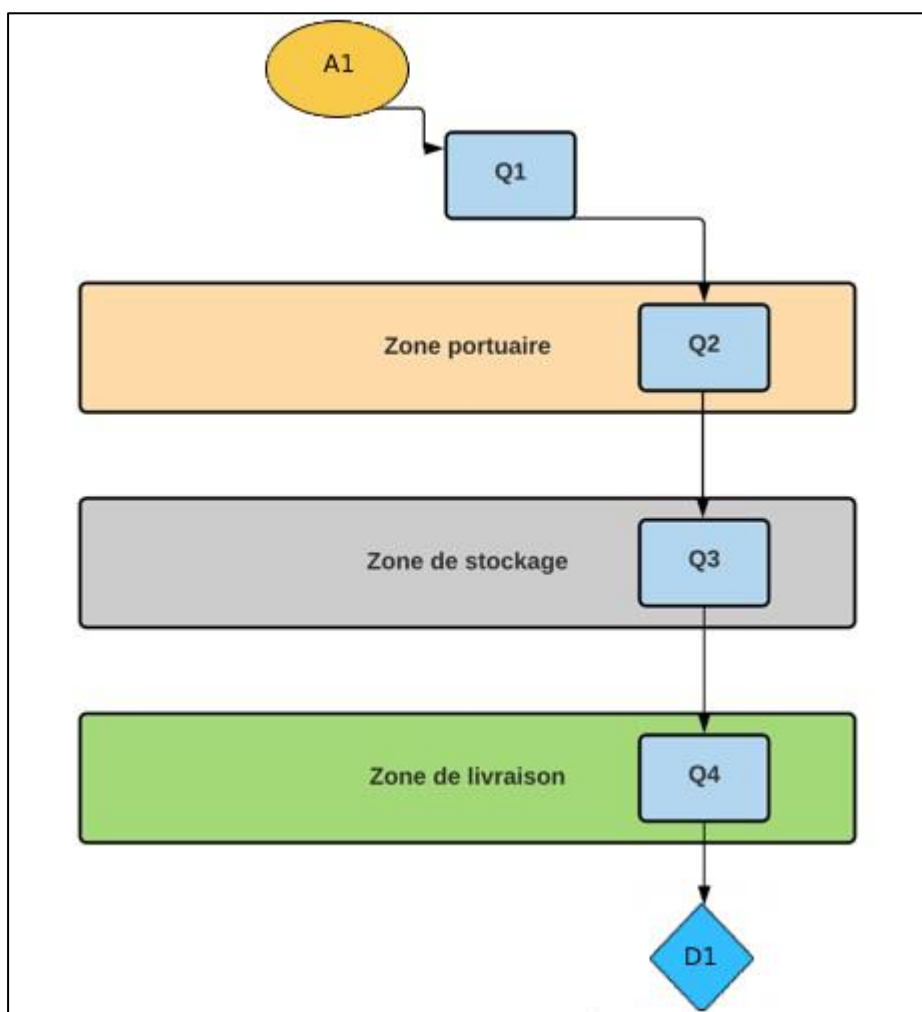 A1
Q1
Zone portuaire
Q2
Zone de stockage
Q3
Zone de livraison
Q4
D1